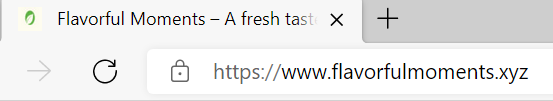 Flavorful Moments – A fresh taste
https://www.flavorfulmoments.xyz